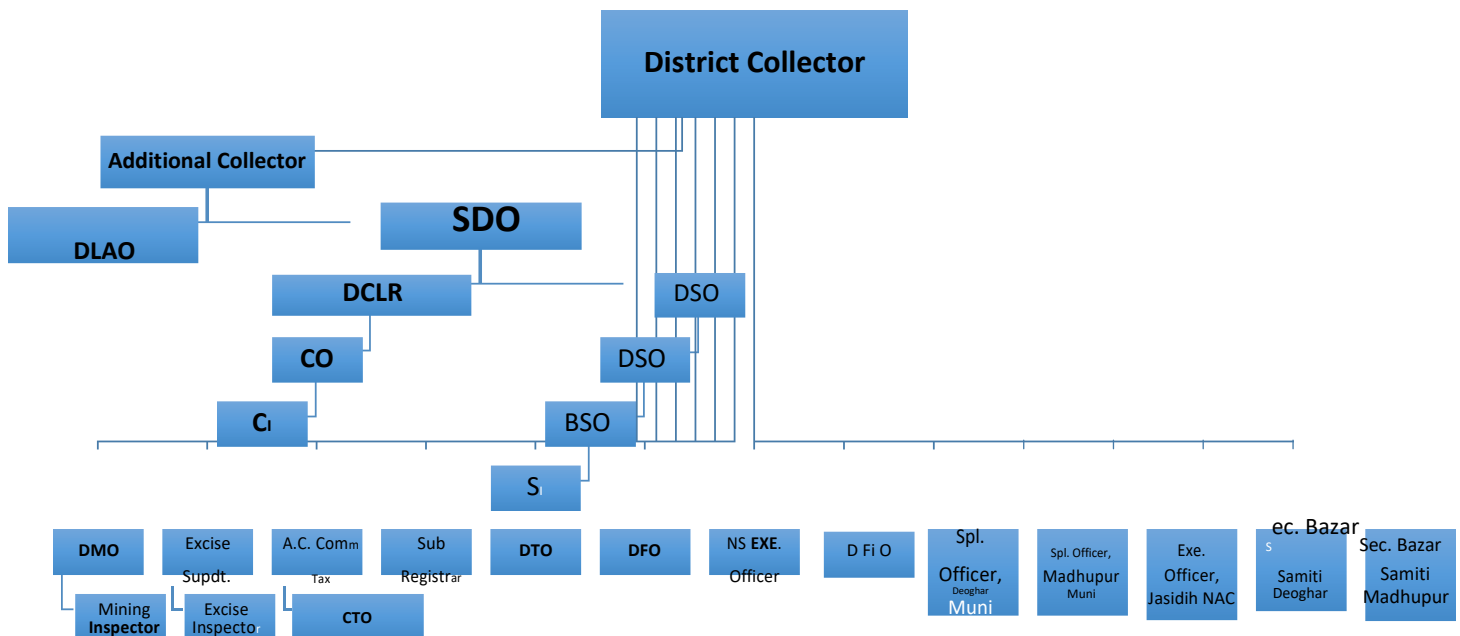 District Collector
Additional Collector
DLAO
SDO
DCLR
DSO
CO
DSO
CI
BSO
SI
DMO
Excise
Supdt.
A.C. Comm
Tax
Sub
Registrar
DTO
DFO
NS EXE.
Officer
D Fi O
Spl.
Officer,
Deoghar
Muni
Spl. Officer,
Madhupur
Muni
Exe.
Officer,
Jasidih NAC
ec. Bazar
S
Samiti
Deoghar
Sec. Bazar
Samiti
Madhupur
Mining
Inspector
Excise
Inspector
CTO